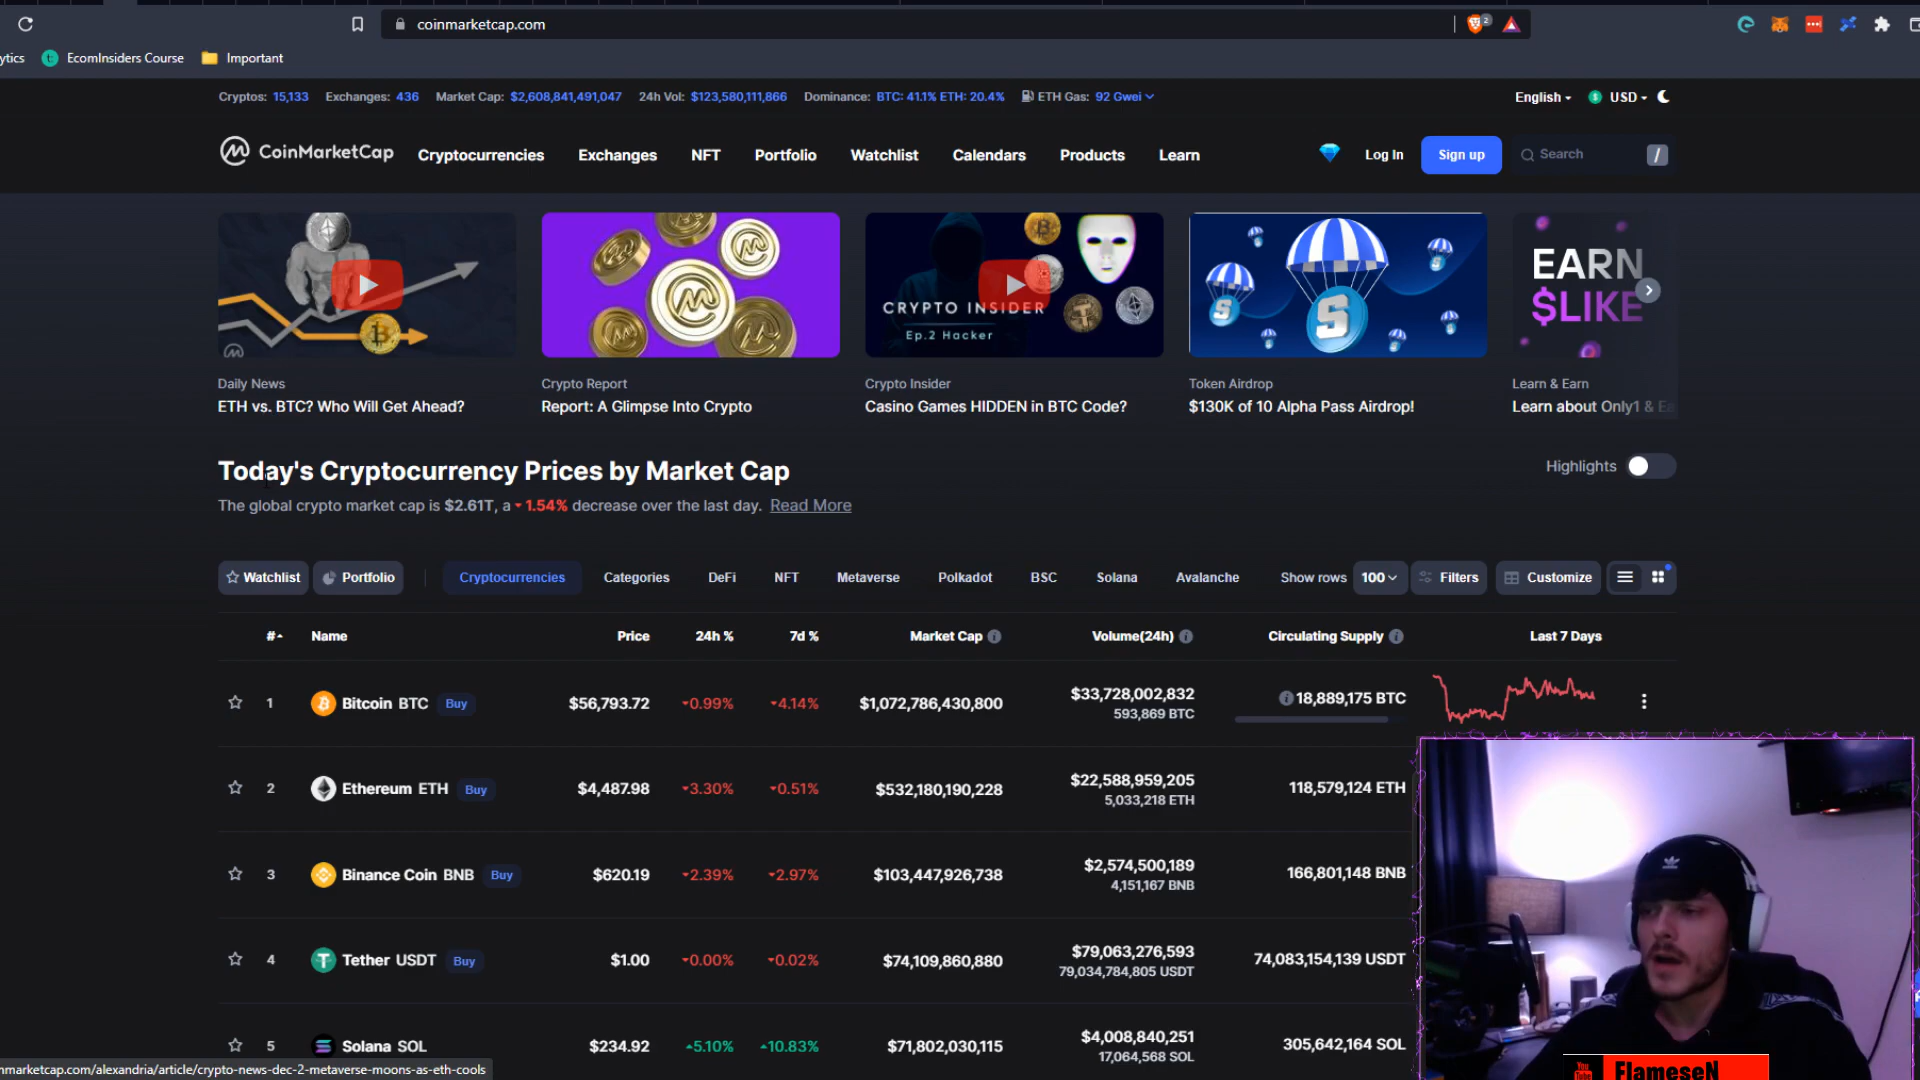 coinmarketcap.com
2
ytics
EcomInsiders Course
Important
Cryptos: 15,133 Exchanges: 436 Market Cap: $2,608,841,491,047 24h Vol: $123,580,111,866 Dominance: BTC: 41.1% ETH: 20.4% ETH Gas: 92 Gwei
English
USD
CoinMarketCap
Cryptocurrencies Exchanges NFT Portfolio Watchlist Calendars Products Learn
Log In
Sign up
Search
/
CRYPTO INSIDER
Ep.2 Hacker
EARN
$LIKE
Daily News
ETH vs. BTC? Who Will Get Ahead?
Crypto Report
Report: A Glimpse Into Crypto
Crypto Insider
Casino Games HIDDEN in BTC Code?
Token Airdrop
$130K of 10 Alpha Pass Airdrop!
Learn & Earn
Learn about Only1 & Ea
Today's Cryptocurrency Prices by Market Cap
Highlights
The global crypto market cap is $2.61T, a 1.54% decrease over the last day. Read More
Watchlist
Portfolio
Cryptocurrencies Categories DeFi NFT Metaverse Polkadot BSC Solana Avalanche
Show rows 100
Filters
Customize
# Name Price 24h % 7d % Market Cap Volume(24h) Circulating Supply Last 7 Days
1 Bitcoin BTC Buy $56,793.72 0.99% 4.14% $1,072,786,430,800 $33,728,002,832 18,889,175 BTC
593,869 BTC
2 Ethereum ETH Buy $4,487.98 3.30% 0.51% $532,180,190,228 $22,588,959,205 118,579,124 ETH
5,033,218 ETH
3 Binance Coin BNB Buy $620.19 2.39% 2.97% $103,447,926,738 $2,574,500,189 166,801,148 BNB
4,151,167 BNB
4 Tether USDT Buy $1.00 0.00% 0.02% $74,109,860,880 $79,063,276,593 74,083,154,139 USDT
79,034,784,805 USDT
5 Solana SOL $234.92 5.10% 10.83% $71,802,030,115 $4,008,840,251 305,642,164 SOL
17,064,568 SOL
nmarketcap.com/alexandria/article/crypto-news-dec-2-metaverse-moons-as-eth-cools
You
FlameseN